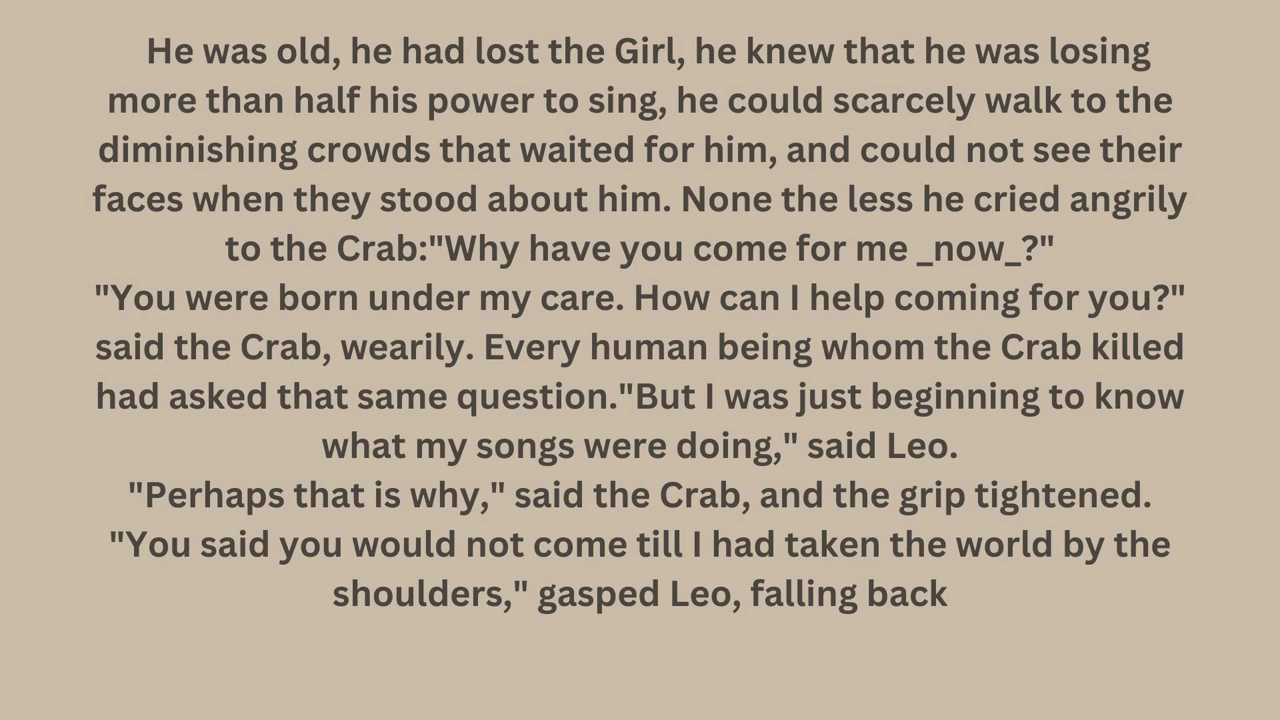 He was old, he had lost the Girl, he knew that he was losing
more than half his power to sing, he could scarcely walk to the
diminishing crowds that waited for him, and could not see their
faces when they stood about him. None the less he cried angrily
to the Crab:"Why have you come for me _now_?"
"You were born under my care. How can I help coming for you?"
said the Crab, wearily. Every human being whom the Crab killed
had asked that same question."But I was just beginning to know
what my songs were doing," said Leo.
"Perhaps that is why," said the Crab, and the grip tightened.
"You said you would not come till I had taken the world by the
shoulders," gasped Leo, falling back